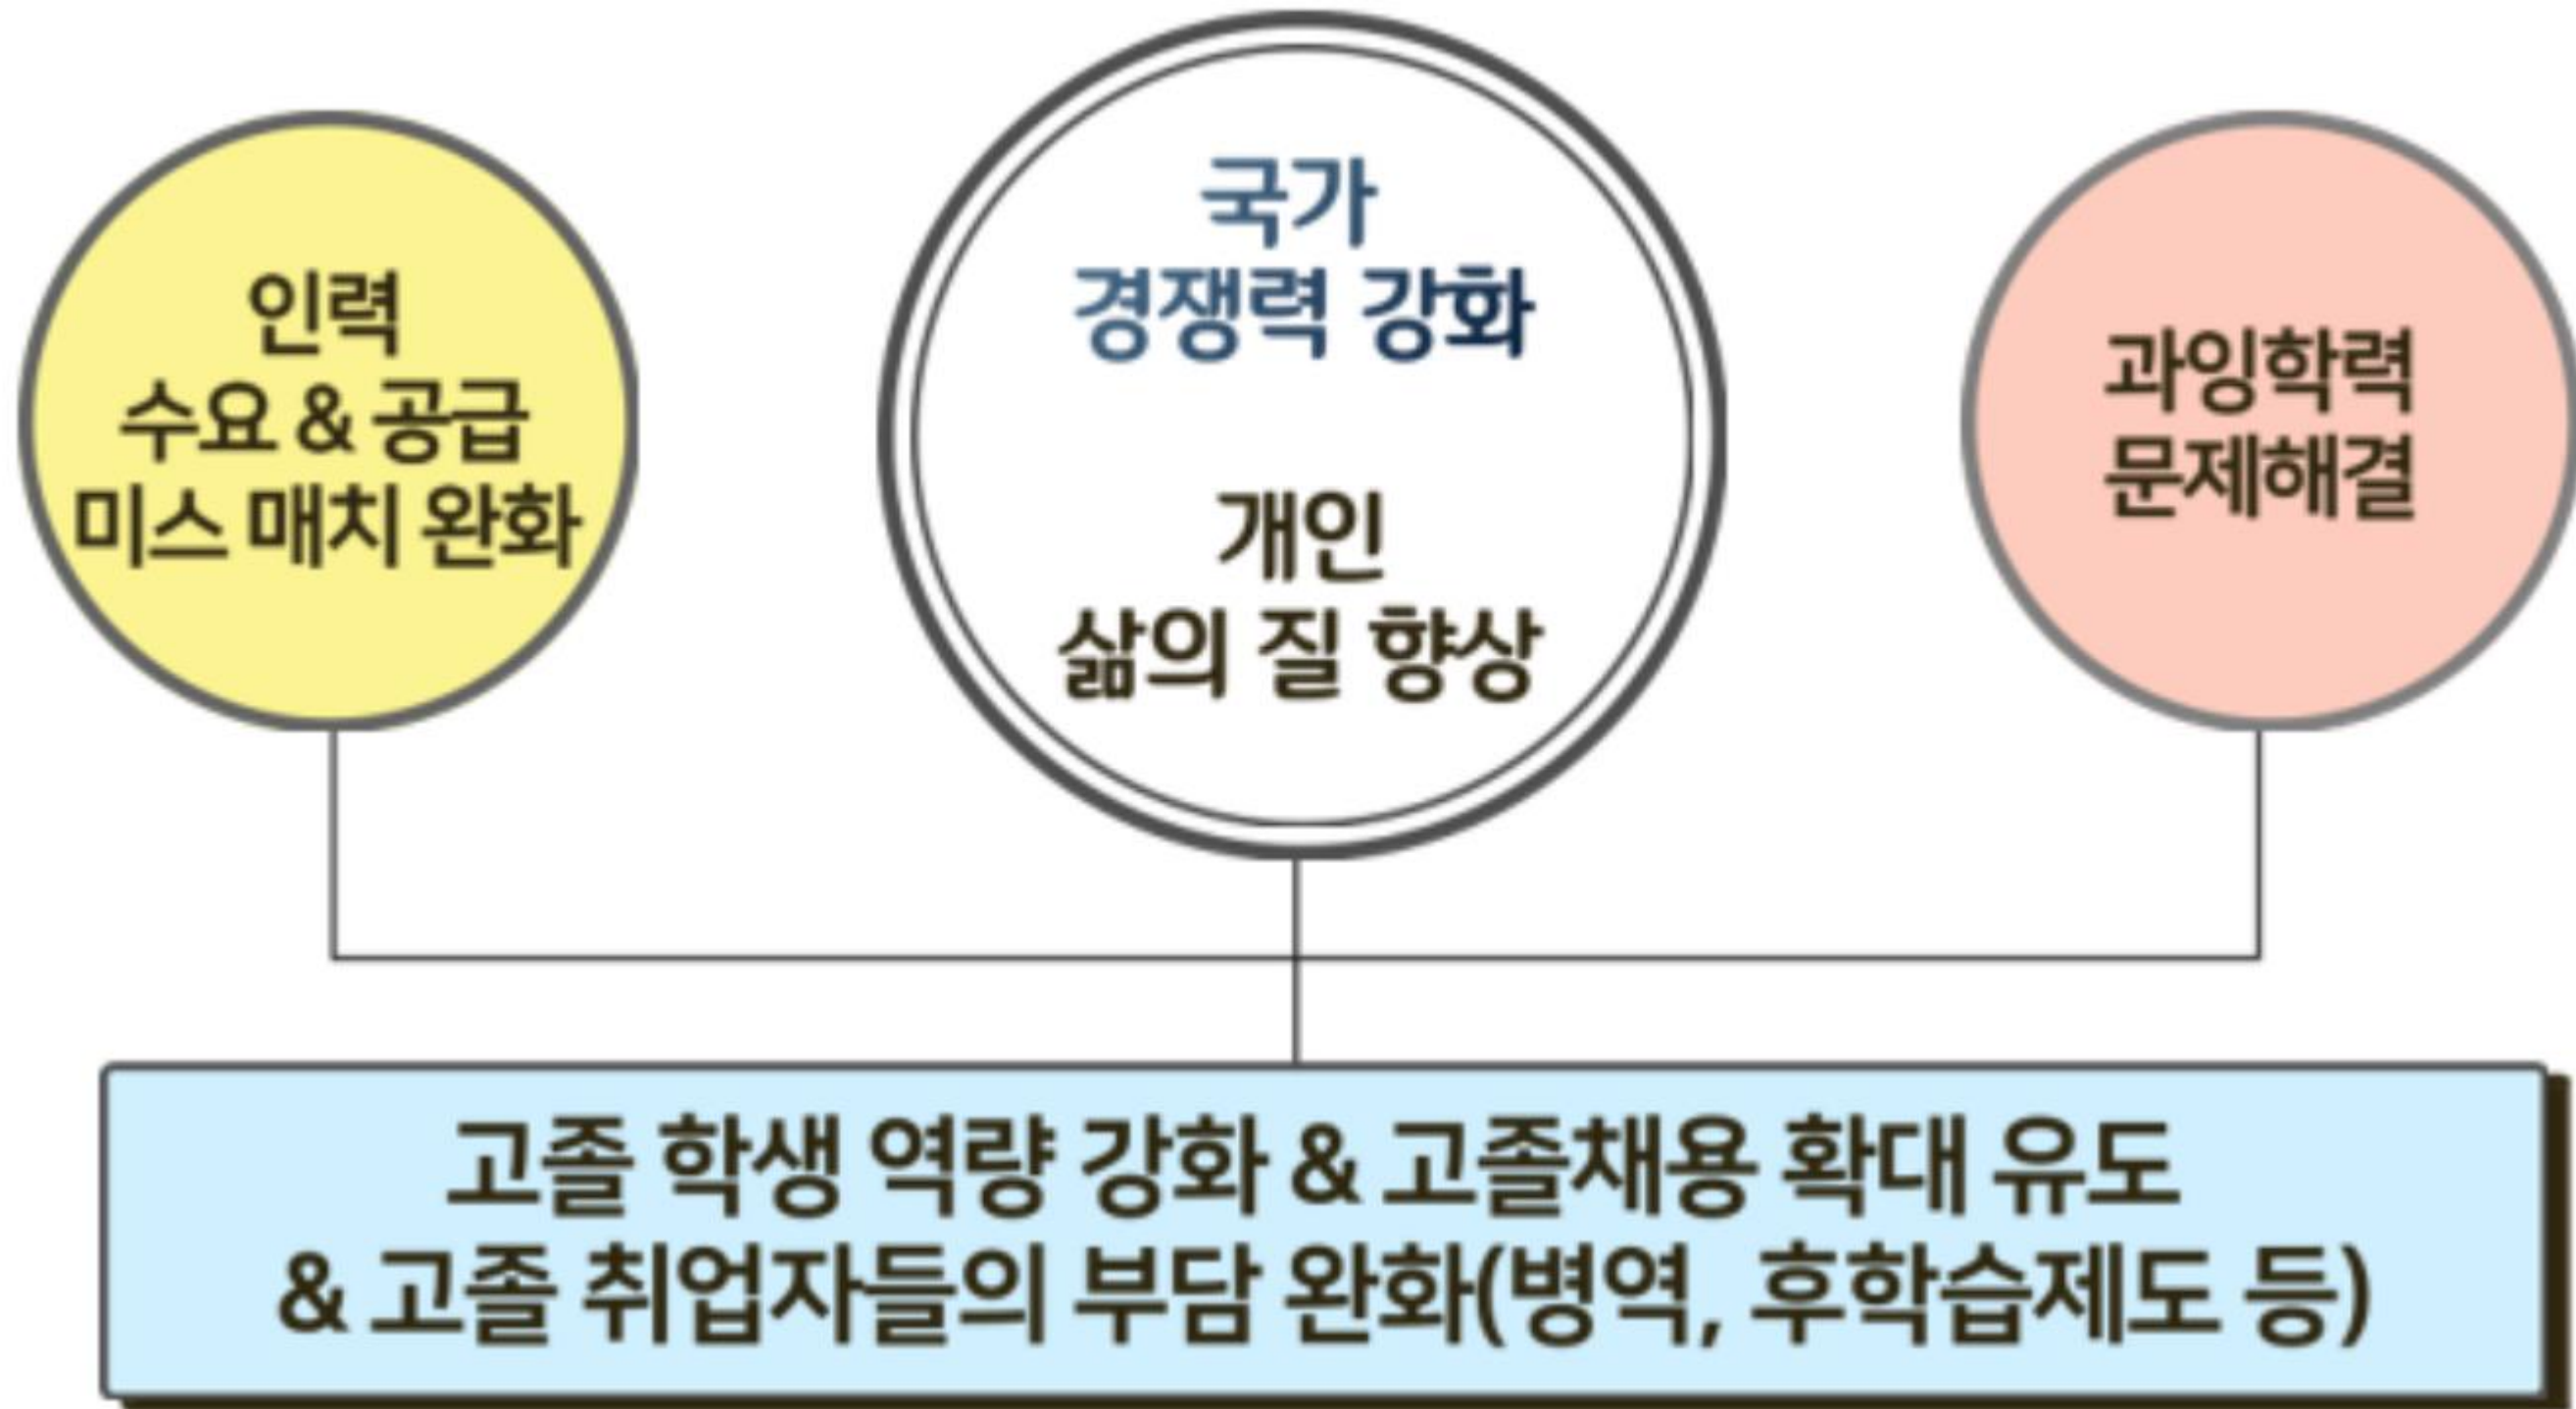 인력
수요 & 공급
미스 매치 완화
국가
경쟁력 강화
개인
삶의 질 향상
과잉학력
문제해결
고졸 학생 역량 강화 & 고졸채용 확대 유도
& 고졸 취업자들의 부담 완화(병역, 후학습제도 등)